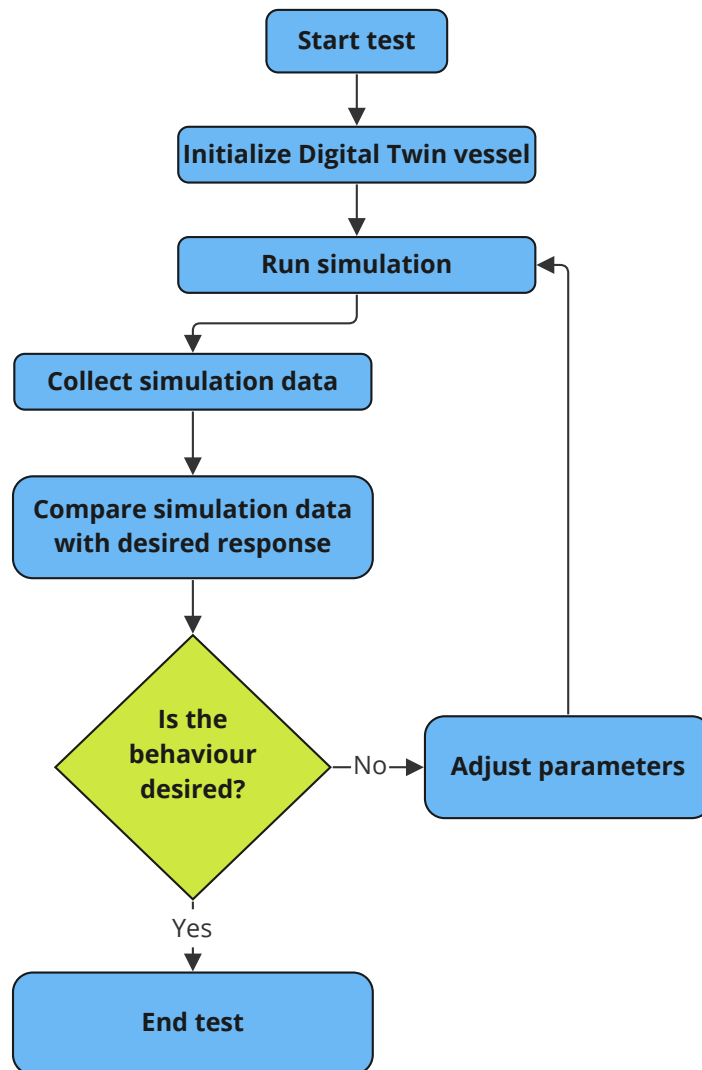 Start test
Initialize Digital Twin vessel
Run simulation
Collect simulation data
Compare simulation data
with desired response
Is the
behaviour
desired?
No
Adjust parameters
Yes
End test